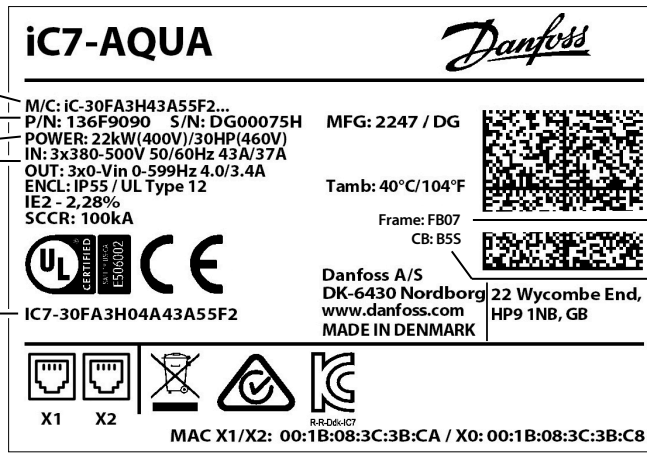 iC7-AQUA
Danfoss
M/C: iC-30FA3H43A55F2...
P/N: 136F9090 S/N: DG00075H
MFG: 2247 / DG
POWER: 22kW(400V)/30HP(460V)
IN: 3x380-500V 50/60Hz 43A/37A
OUT: 3x0-Vin 0-599Hz 4.0/3.4A
ENCL: IP55 / UL Type 12
Tamb: 40°C/104°F
IE2 - 2,28%
SCCR: 100kA
Frame: FB07
CB: B5S
UL
CERTIFIED
SAFETY US-CA
E506002
CE
Danfoss A/S
DK-6430 Nordborg
www.danfoss.com
MADE IN DENMARK
22 Wycombe End,
HP9 1NB, GB
IC7-30FA3H04A43A55F2
X1 X2
R-R-Ddk-IC7
MAC X1/X2: 00:1B:08:3C:3B:CA / X0: 00:1B:08:3C:3B:C8